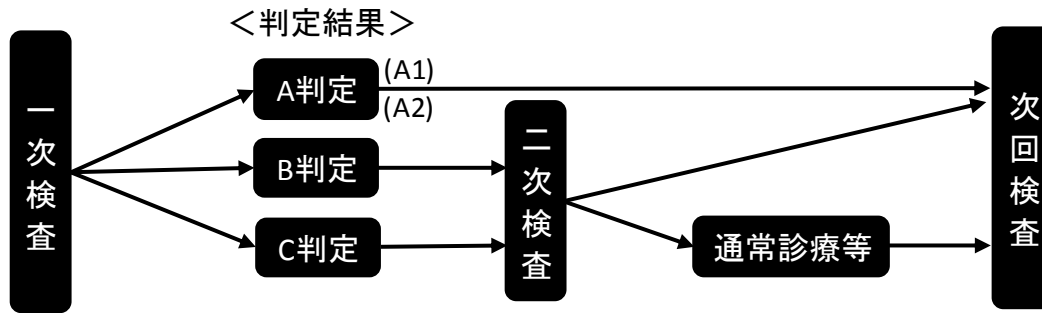 ＜判定結果＞
一次検査
A判定
(A1)
(A2)
B判定
C判定
二次検査
通常診療等
次回検査